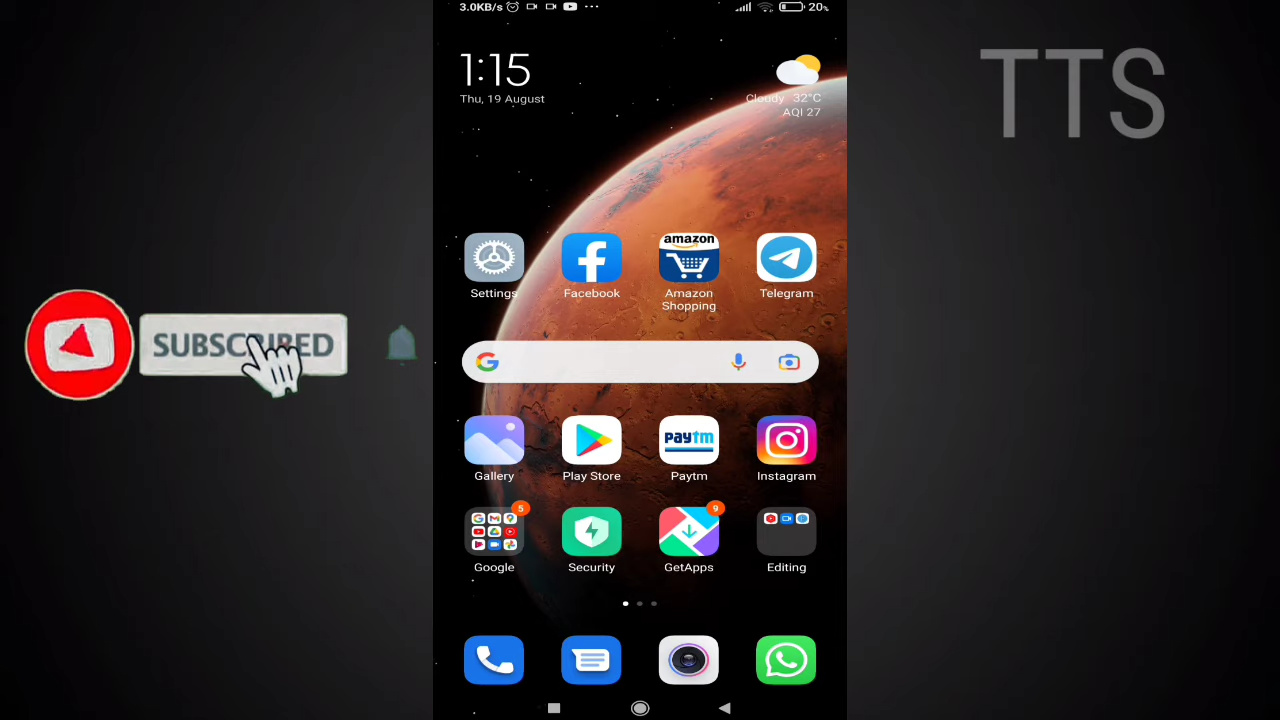 3.0KB/s
20%
TTS
1:15
Thu, 19 August
Cloudy 32°C
AQI 27
amazon
Settings
Facebook
Amazon
Shopping
Telegram
SUBSCRIBED
paytm
Gallery
Play Store
Paytm
Instagram
5
9
Google
Security
GetApps
Editing